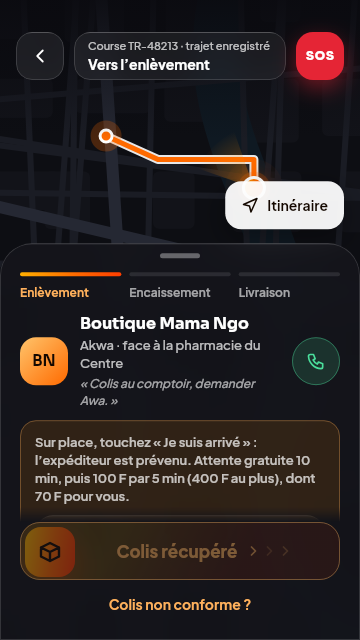 Course TR-48213 · trajet enregistré
SOS
Vers l’enlèvement
Itinéraire
Enlèvement
Encaissement
Livraison
Boutique Mama Ngo
BN
Akwa · face à la pharmacie du
Centre
« Colis au comptoir, demander
Awa. »
Sur place, touchez « Je suis arrivé » :
l’expéditeur est prévenu. Attente gratuite 10
min, puis 100 F par 5 min (400 F au plus), dont
70 F pour vous.
Colis récupéré
Colis non conforme ?